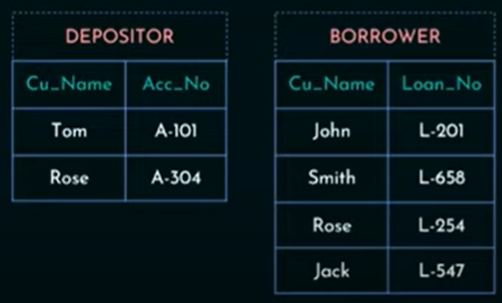 DEPOSITOR
Cu_Name Acc_No
Tom A-101
Rose A-304
BORROWER
Cu_Name Loan_No
John L-201
Smith L-658
Rose L-254
Jack L-547